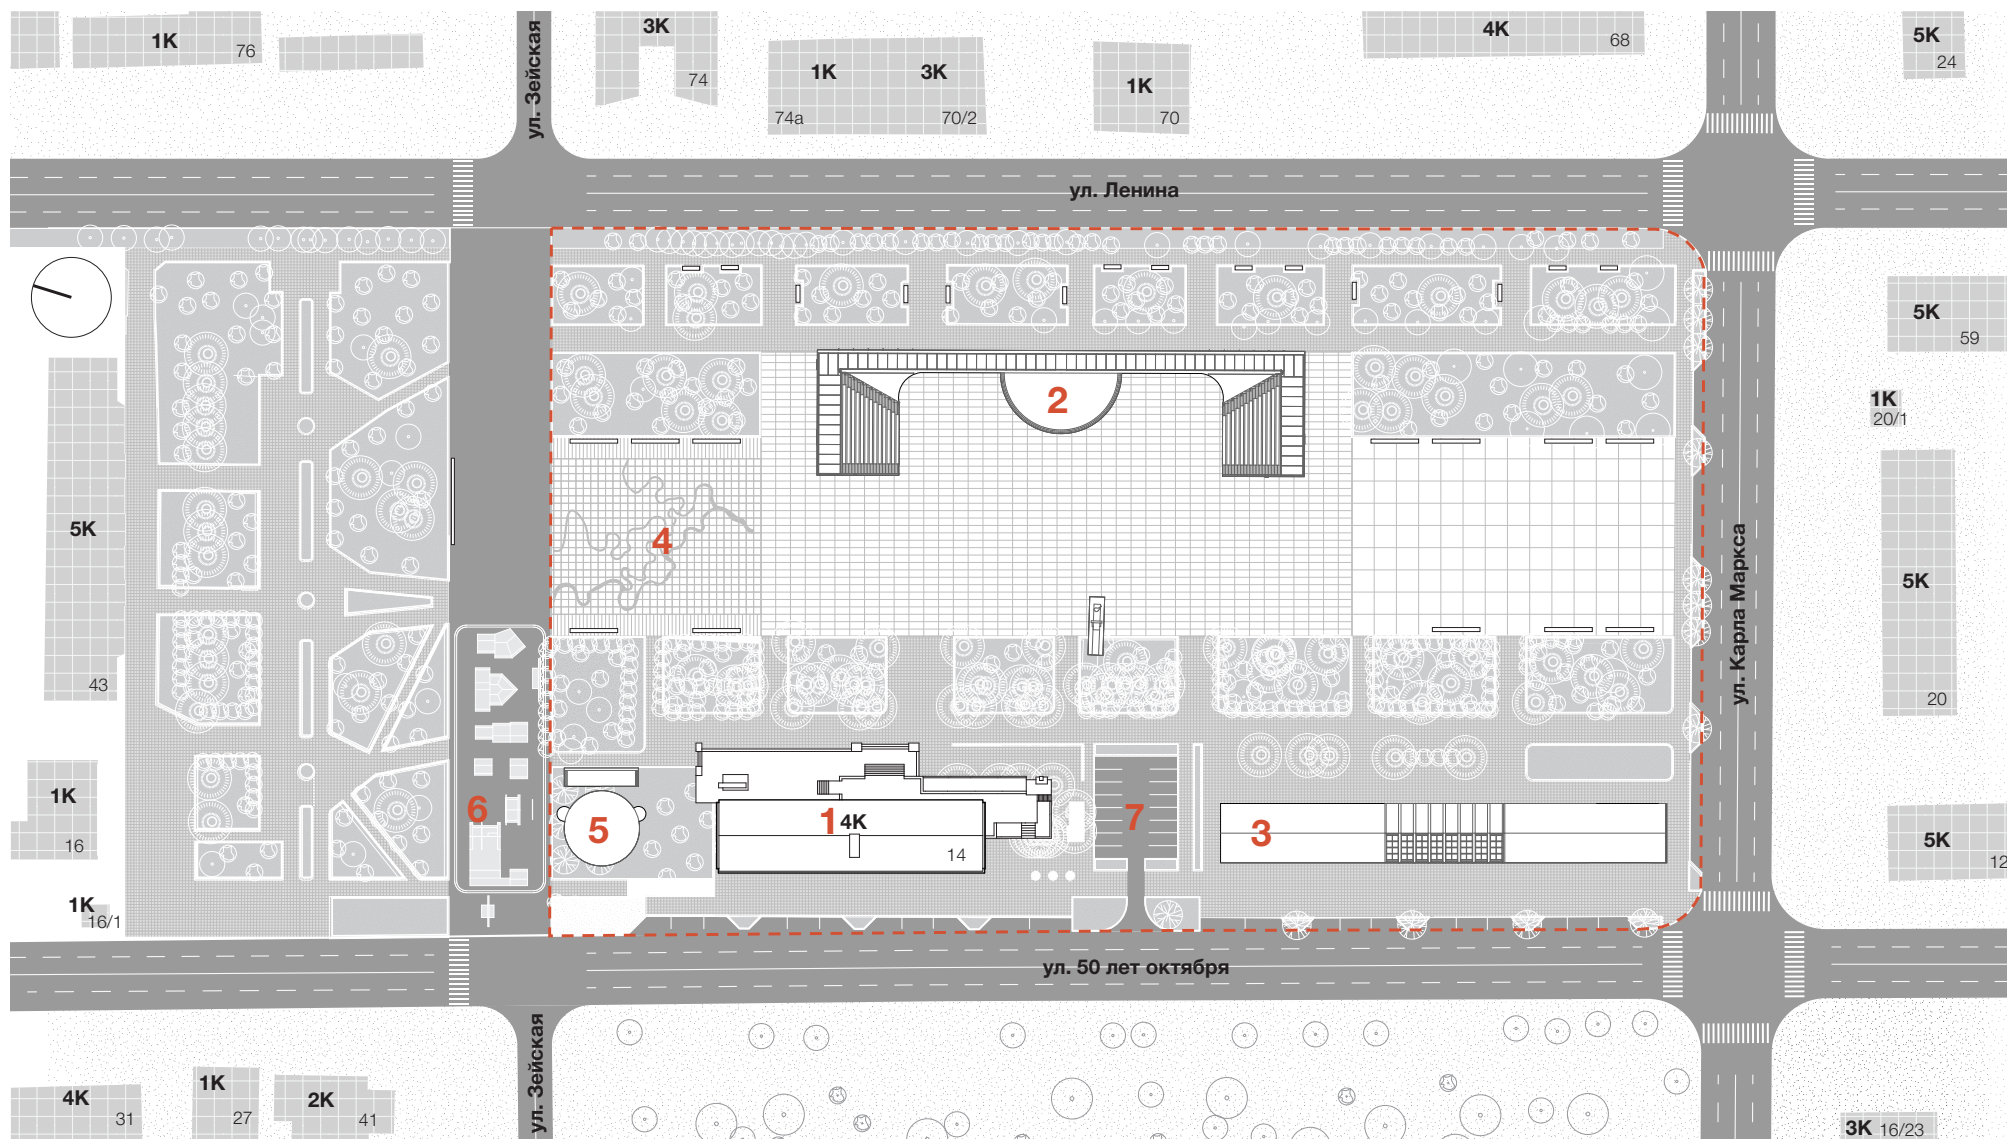 1К
76
ул. Зейская
3К
74
1К
3К
74а
70/2
1К
70
4К
68
5К
24
ул. Ленина
5К
59
1К
20/1
2
4
5К
43
5К
20
ул. Карла Маркса
1К
16
6
5
1
4К
14
7
3
5К
12
1К
16/1
ул. 50 лет октября
ул. Зейская
4К
31
1К
27
2К
41
3К 16/23